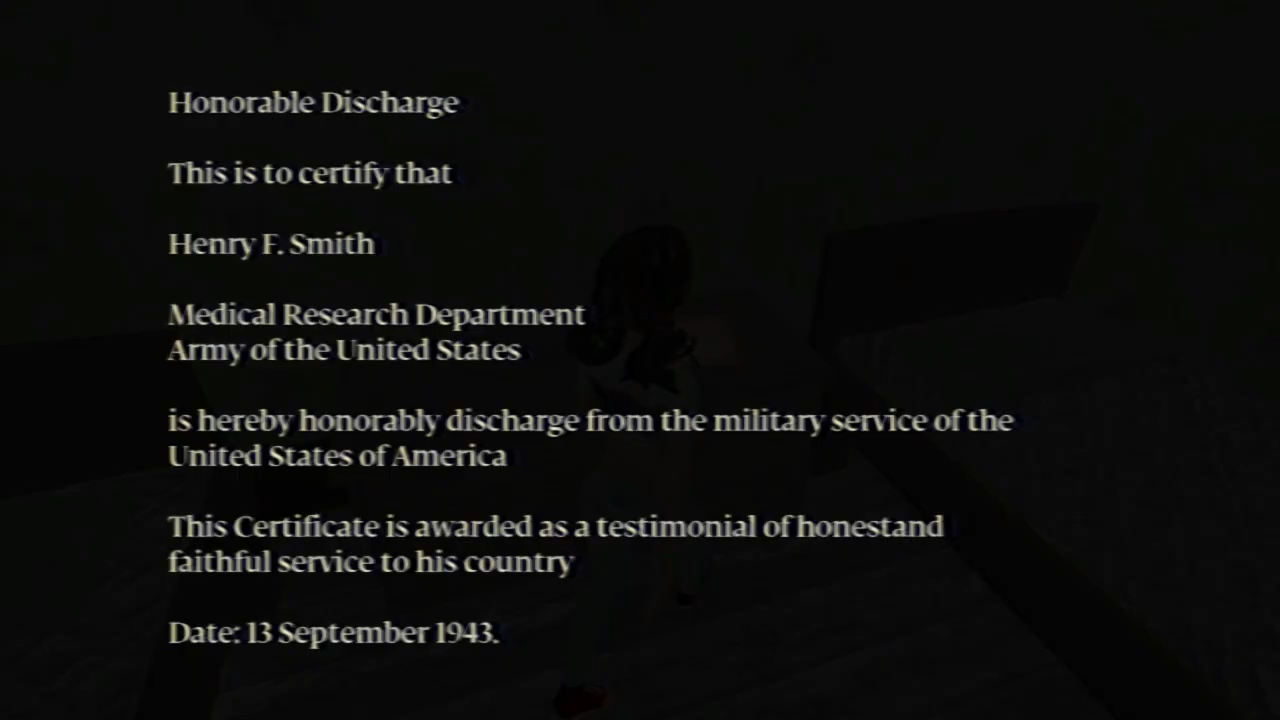 Honorable Discharge
This is to certify that
Henry F. Smith
Medical Research Department
Army of the United States
is hereby honorably discharge from the military service of the
United States of America
This Certificate is awarded as a testimonial of honestand
faithful service to his country
Date: 13 September 1943.